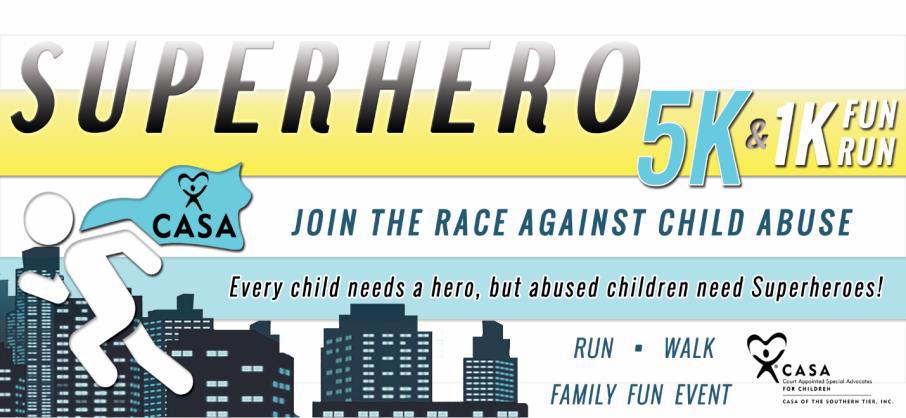 SUPERHERO
5K & 1K FUN RUN
CASA
JOIN THE RACE AGAINST CHILD ABUSE
Every child needs a hero, but abused children need Superheroes!
RUN ▪ WALK
FAMILY FUN EVENT
CASA
Court Appointed Special Advocates
FOR CHILDREN
CASA OF THE SOUTHERN TIER, INC.